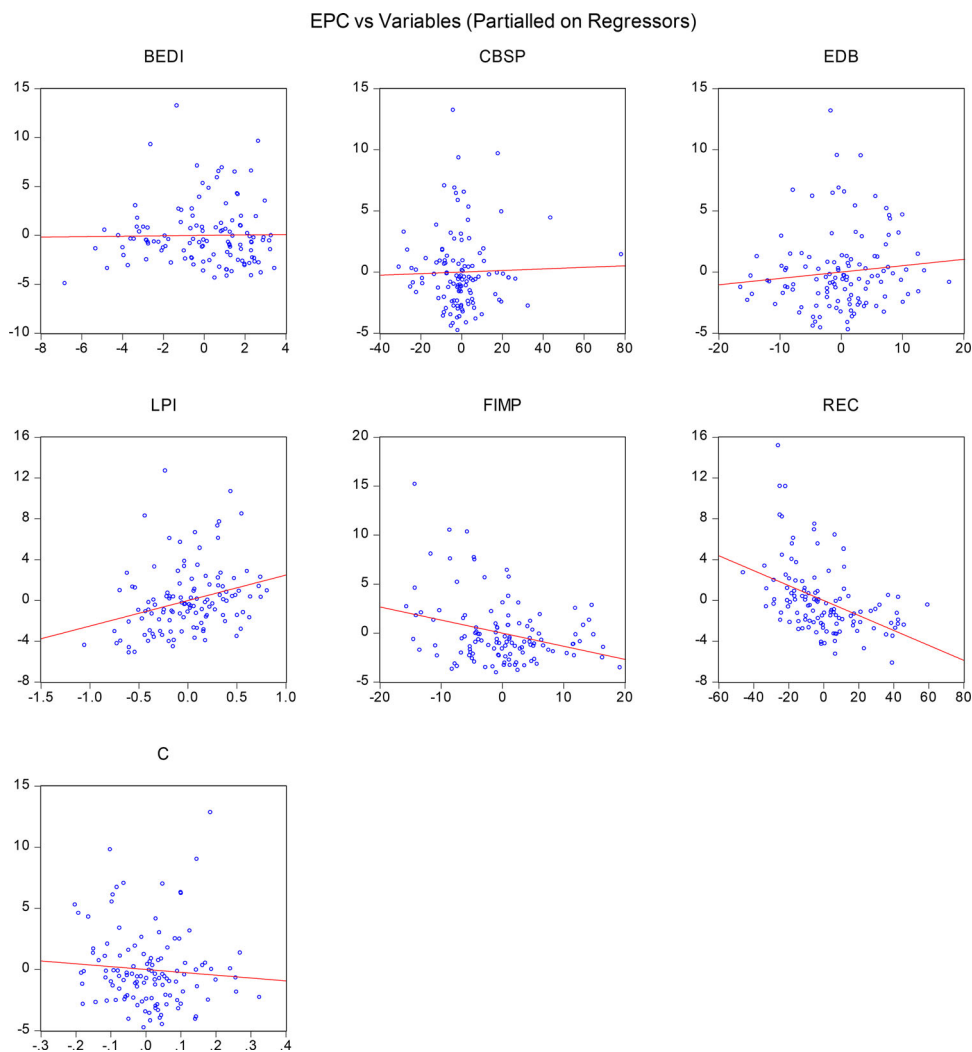 EPC vs Variables (Partialled on Regressors)
BEDI
CBSP
EDB
15
10
5
0
-5
-10
-8 -6 -4 -2 0 2 4
15
10
5
0
-5
-40 -20 0 20 40 60 80
15
10
5
0
-5
-20 -10 0 10 20
LPI
FIMP
REC
16
12
8
4
0
-4
-8
-1.5 -1.0 -0.5 0.0 0.5 1.0
20
15
10
5
0
-5
-20 -10 0 10 20
16
12
8
4
0
-4
-8
-60 -40 -20 0 20 40 60 80
C
15
10
5
0
-5
-.3 -.2 -.1 .0 .1 .2 .3 .4